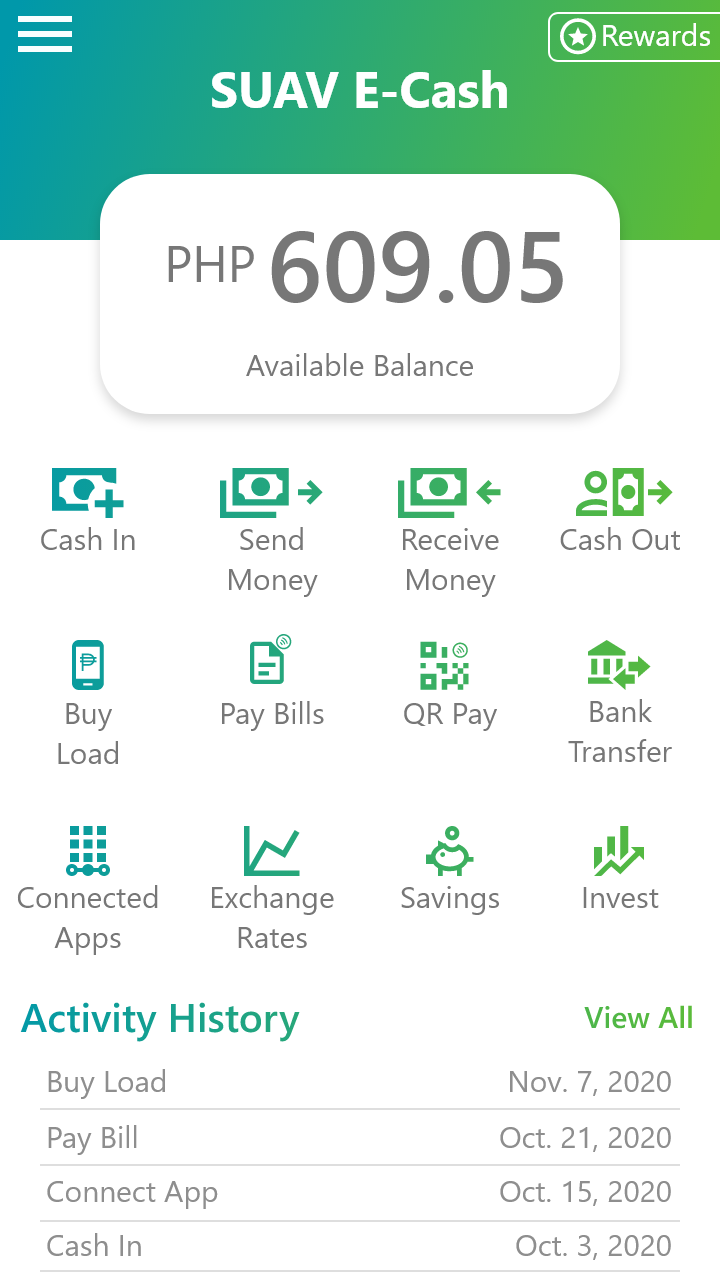 Rewards
SUAV E-Cash
PHP 609.05
Available Balance
Cash In
Send
Money
Receive
Money
Cash Out
Buy
Load
Pay Bills
QR Pay
Bank
Transfer
Connected
Apps
Exchange
Rates
Savings
Invest
Activity History
View All
Buy Load Nov. 7, 2020
Pay Bill Oct. 21, 2020
Connect App Oct. 15, 2020
Cash In Oct. 3, 2020